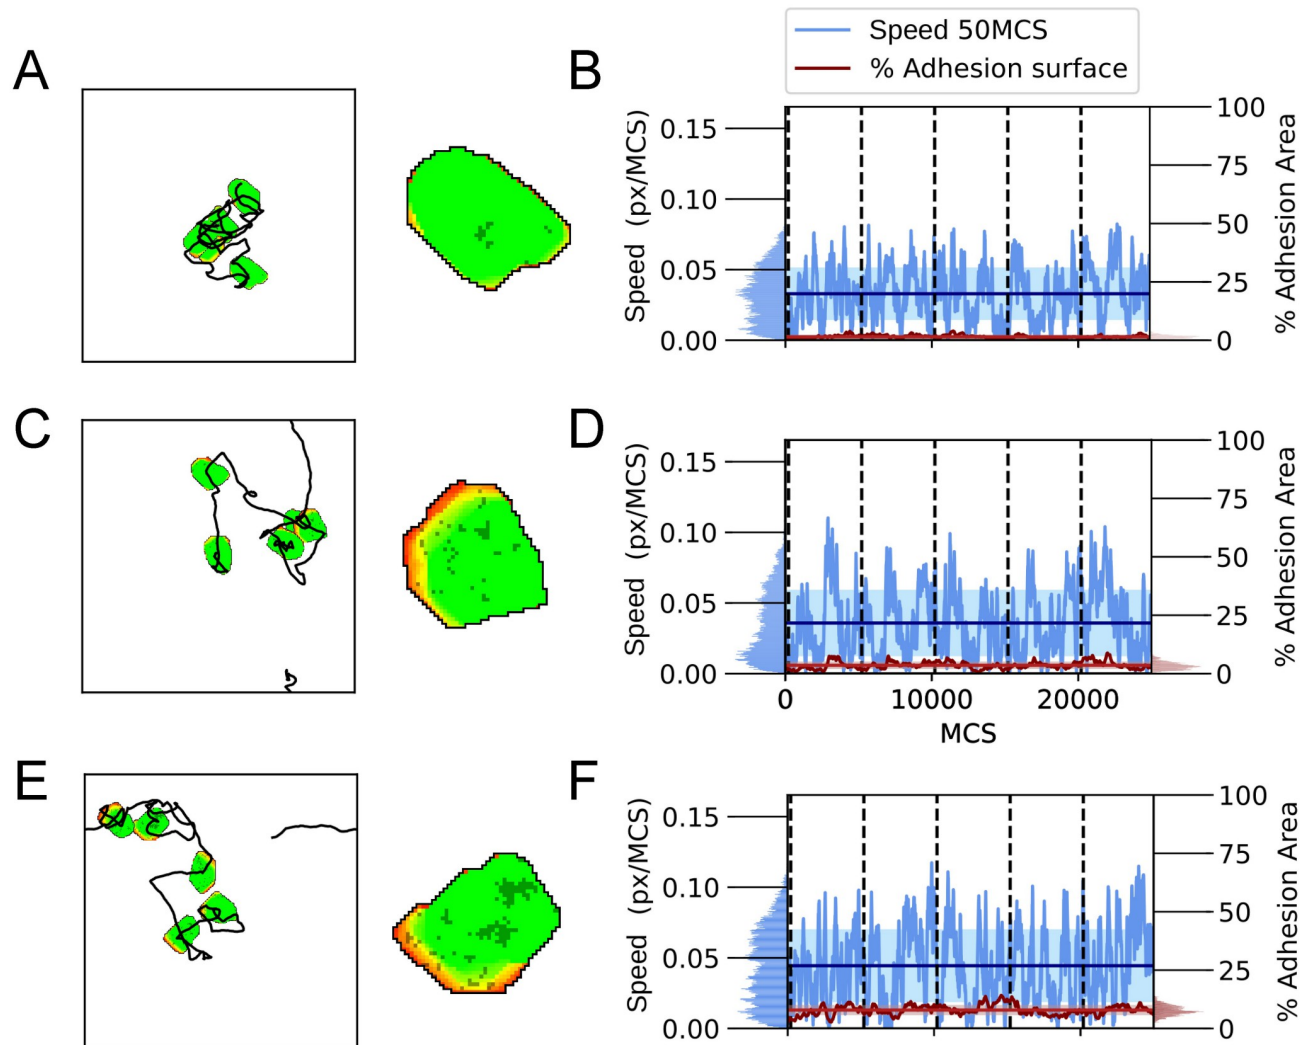 A
B
Speed 50MCS
% Adhesion surface
Speed (px/MCS)
0.15
0.10
0.05
0.00
100
75
50
25
0
% Adhesion Area
C
D
Speed (px/MCS)
0.15
0.10
0.05
0.00
100
75
50
25
0
% Adhesion Area
0
10000
20000
MCS
E
F
Speed (px/MCS)
0.15
0.10
0.05
0.00
100
75
50
25
0
% Adhesion Area